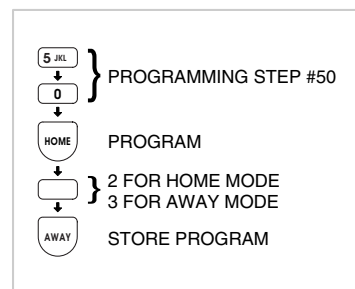 5 JKL
0
PROGRAMMING STEP #50
HOME
PROGRAM
2 FOR HOME MODE
3 FOR AWAY MODE
AWAY
STORE PROGRAM